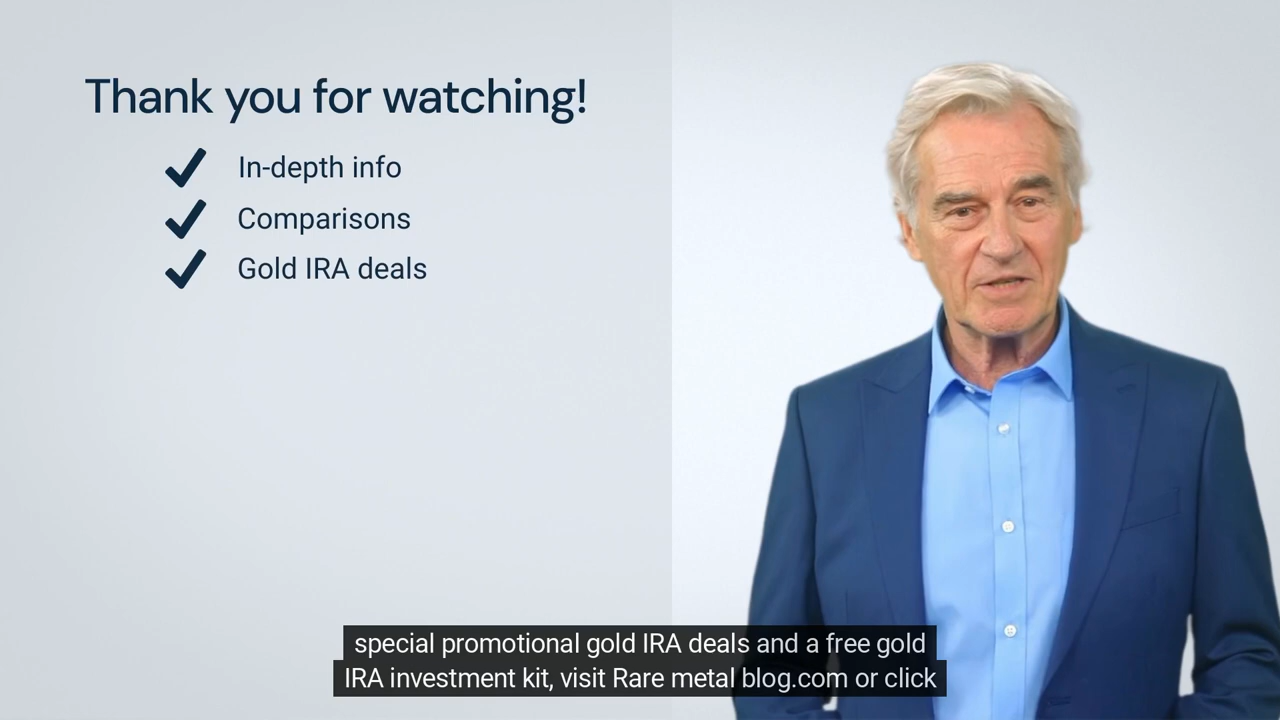 Thank you for watching!
In-depth info
Comparisons
Gold IRA deals
special promotional gold IRA deals and a free gold
IRA investment kit, visit Rare metal blog.com or click